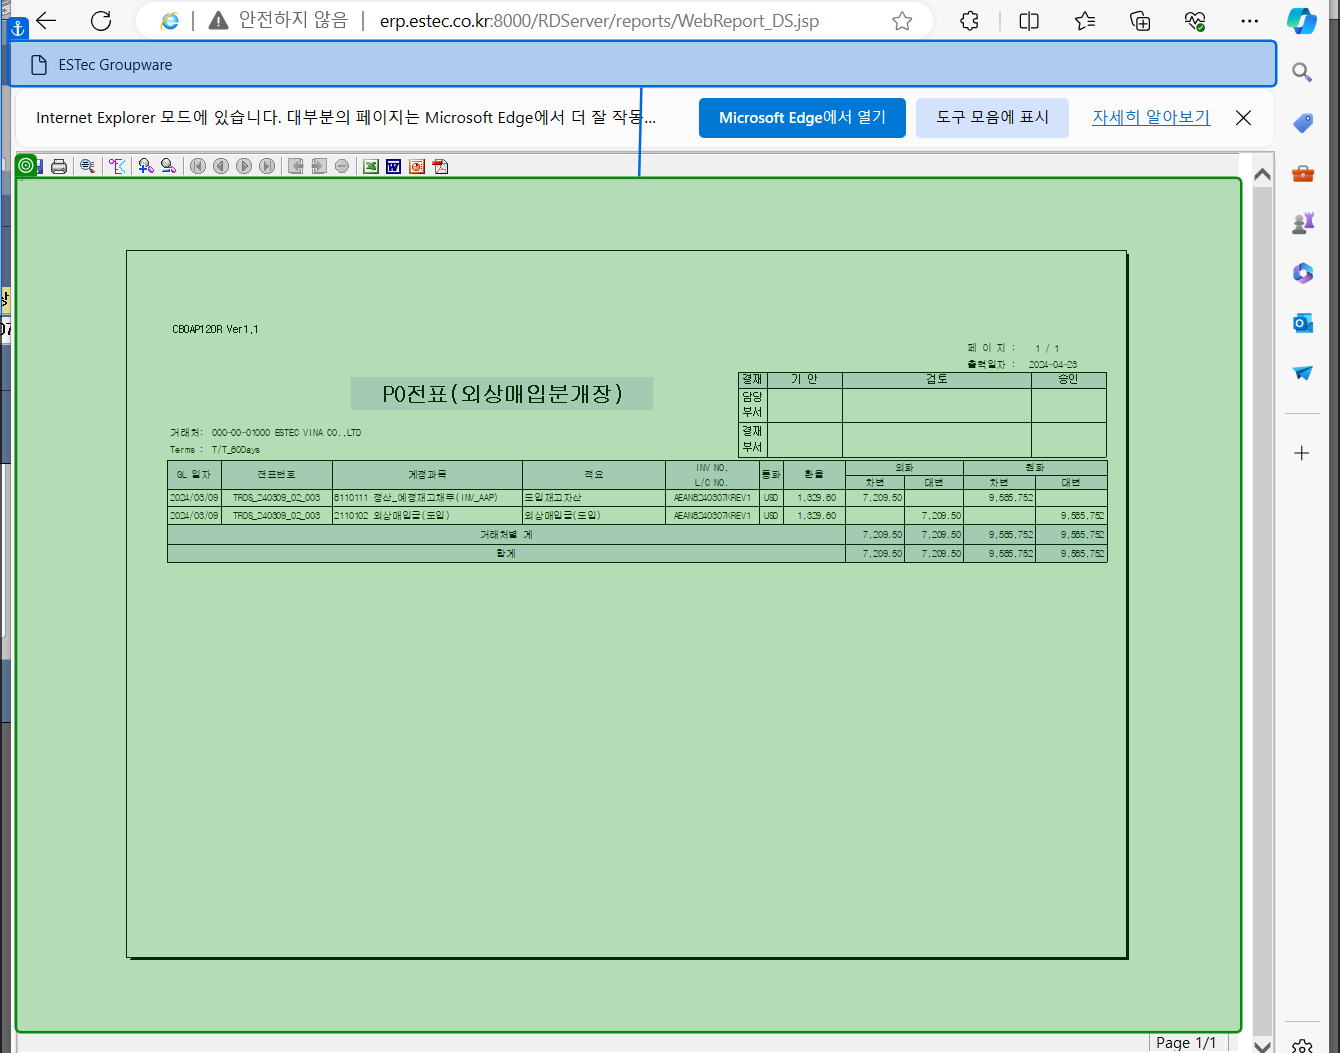 안전하지 않음
erp.estec.co.kr:8000/RDServer/reports/WebReport_DS.jsp
ESTec Groupware
Internet Explorer 모드에 있습니다. 대부분의 페이지는 Microsoft Edge에서 더 잘 작동...
Microsoft Edge에서 열기
도구 모음에 표시
자세히 알아보기
CBOAP120R Ver1.1
페 이 지 : 1 / 1
출력일자 : 2024-04-23
PO전표(외상매입분개장)
결재 기 안 검토 승인
담당부서
결재부서
거래처: 000-00-01000 ESTEC VINA CO.,LTD
Terms : T/T_60Days
GL 일자 전표번호 계정과목 적요 INV NO. L/C NO. 통화 환율 외화 원화
차변 대변 차변 대변
2024/03/09 TRDS_240309_02_003 8110111 정산_예정재고채무(INV_AAP) 도입재고자산 AEAN8240307KREV1 USD 1,329.60 7,209.50 9,585,752
2024/03/09 TRDS_240309_02_003 2110102 외상매입금(도입) 외상매입금(도입) AEAN8240307KREV1 USD 1,329.60 7,209.50 9,585,752
거래처별 계 7,209.50 7,209.50 9,585,752 9,585,752
합계 7,209.50 7,209.50 9,585,752 9,585,752
Page 1/1